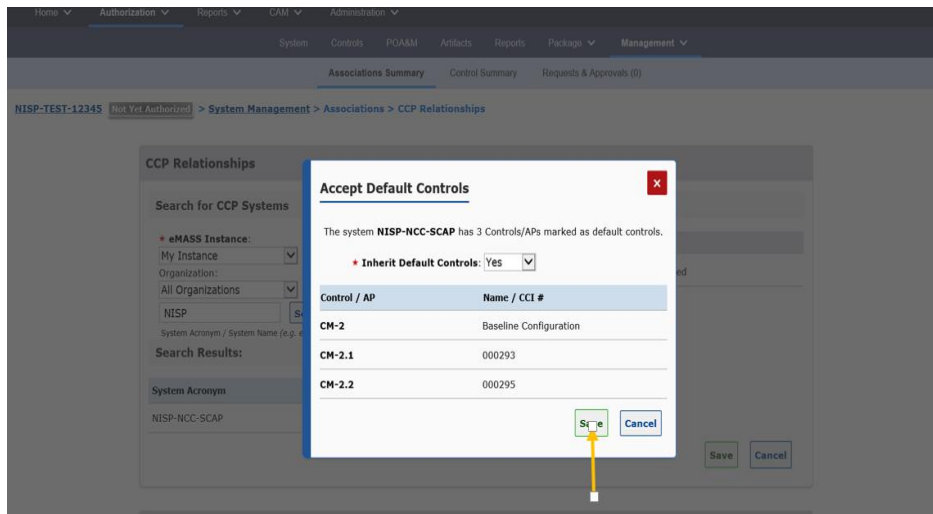 Home Authorization Reports CAM Administration
System Controls POA&M Artifacts Reports Package Management
Associations Summary Control Summary Requests & Approvals (0)
NISP-TEST-12345 Not Yet Authorized > System Management > Associations > CCP Relationships
CCP Relationships
Search for CCP Systems
* eMASS Instance:
My Instance
Organization:
All Organizations
NISP
System Acronym / System Name (e.g.
Search Results:
System Acronym
NISP-NCC-SCAP
Accept Default Controls
x
The system NISP-NCC-SCAP has 3 Controls/APs marked as default controls.
* Inherit Default Controls: Yes
Control / AP Name / CCI #
CM-2 Baseline Configuration
CM-2.1 000293
CM-2.2 000295
Save Cancel
Save Cancel